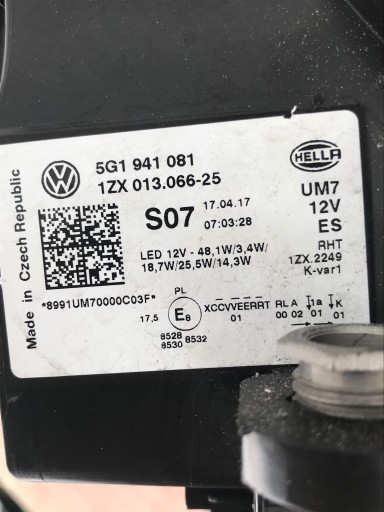 Made in Czech Republic
5G1 941 081
1ZX 013.066-25
HELLA
S07
17.04.17
07:03:28
UM7
12V
ES
RHT
1ZX.2249
K-var1
LED 12V - 48,1W/3,4W/
18,7W/25,5W/14,3W
*8991UM70000C03F*
PL
17,5
E8
XCCVVEERRT RL A 1a K
01 00 02 01 01
8528
8530 8532